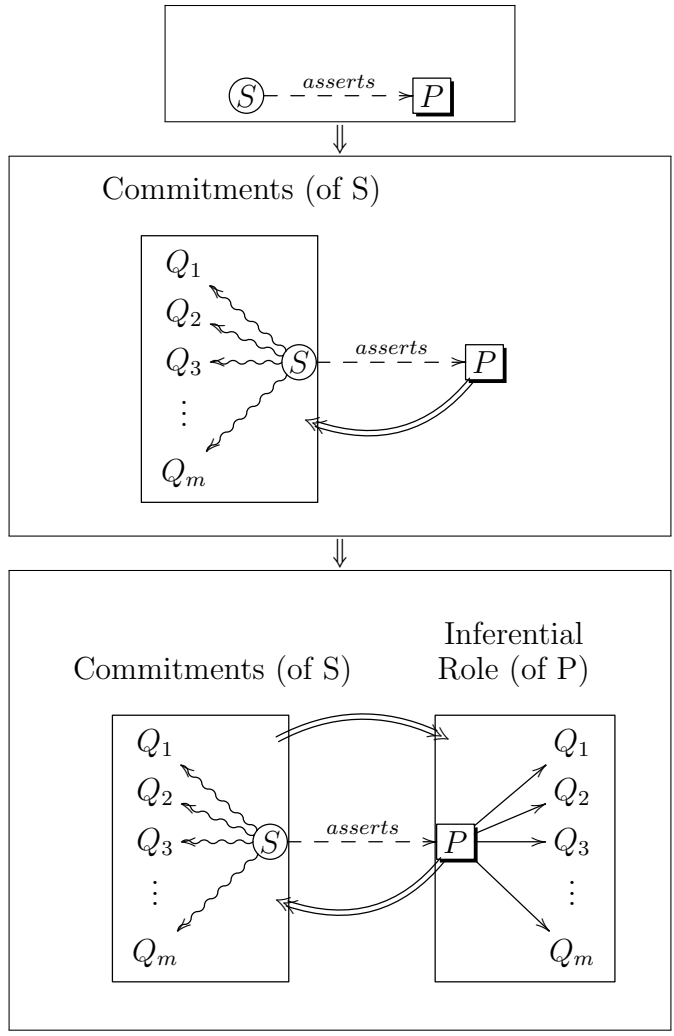 asserts
S P
Commitments (of S)
Q1
Q2
asserts
Q3 S P
⋮
Qm
Inferential
Commitments (of S) Role (of P)
Q1 Q1
Q2 Q2
asserts
Q3 S P Q3
⋮ ⋮
Qm Qm